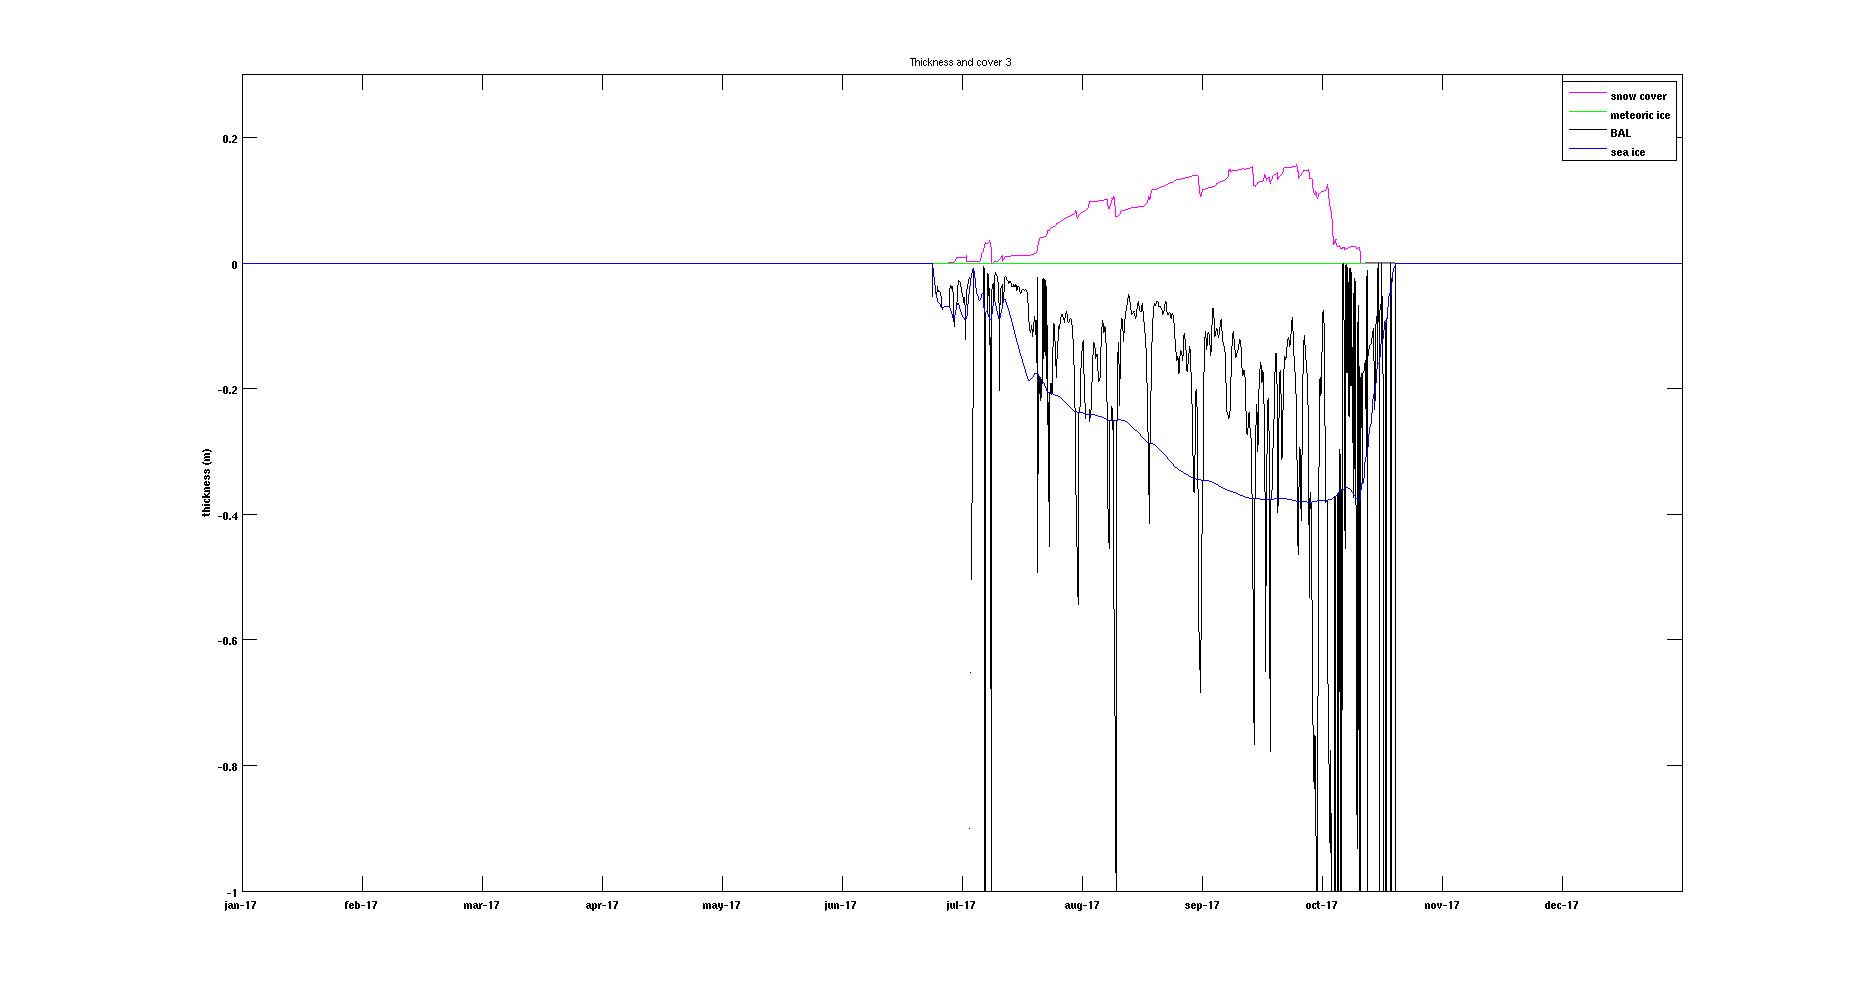 Thickness and cover 3
snow cover
meteoric ice
BAL
sea ice
thickness (m)
0.2
0
-0.2
-0.4
-0.6
-0.8
-1
jan-17 feb-17 mar-17 apr-17 may-17 jun-17 jul-17 aug-17 sep-17 oct-17 nov-17 dec-17